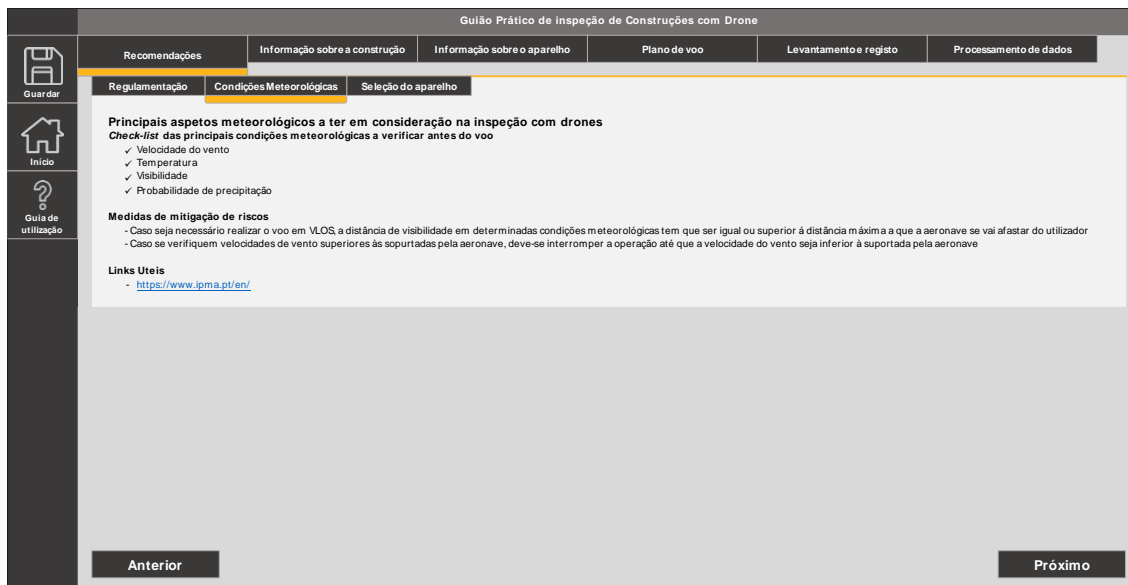 Guião Prático de inspeção de Construções com Drone
Guardar
Início
Guia de
utilização
Recomendações
Informação sobre a construção
Informação sobre o aparelho
Plano de voo
Levantamento e registo
Processamento de dados
Regulamentação
Condições Meteorológicas
Seleção do aparelho
Principais aspetos meteorológicos a ter em consideração na inspeção com drones
Check-list das principais condições meteorológicas a verificar antes do voo
✓ Velocidade do vento
✓ Temperatura
✓ Visibilidade
✓ Probabilidade de precipitação
Medidas de mitigação de riscos
- Caso seja necessário realizar o voo em VLOS, a distância de visibilidade em determinadas condições meteorológicas tem que ser igual ou superior á distância máxima a que a aeronave se vai afastar do utilizador
- Caso se verifiquem velocidades de vento superiores às sopurtadas pela aeronave, deve-se interromper a operação até que a velocidade do vento seja inferior à suportada pela aeronave
Links Uteis
- https://www.ipma.pt/en/
Anterior
Próximo